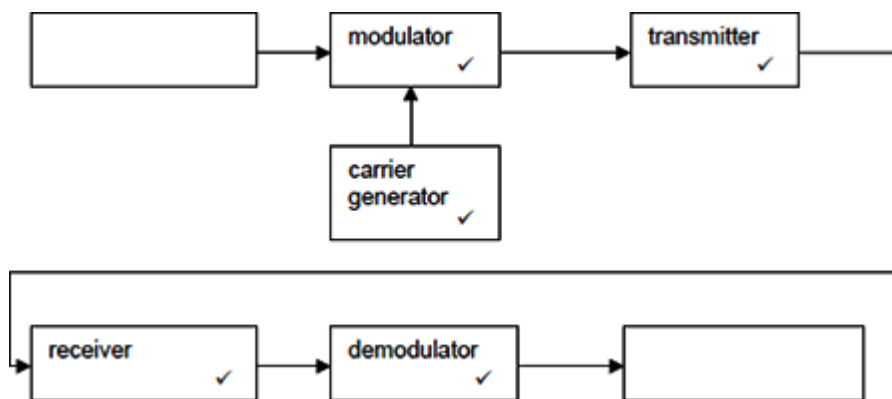 modulator
✓
transmitter
✓
carrier
generator
✓
receiver
✓
demodulator
✓